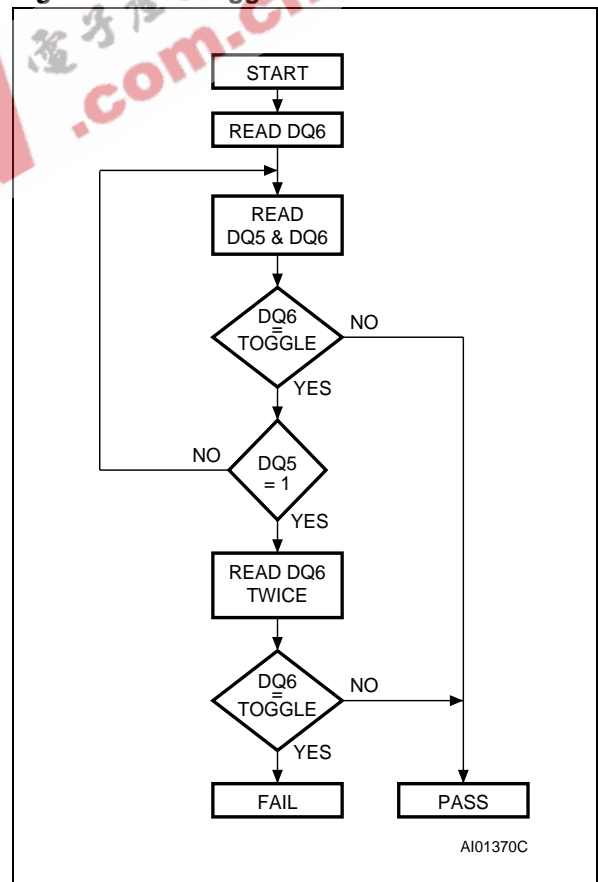 START
READ DQ6
READ
DQ5 & DQ6
DQ6
=
TOGGLE
NO
YES
NO
DQ5
= 1
YES
READ DQ6
TWICE
DQ6
=
TOGGLE
NO
YES
FAIL
PASS
AI01370C
.com.cn